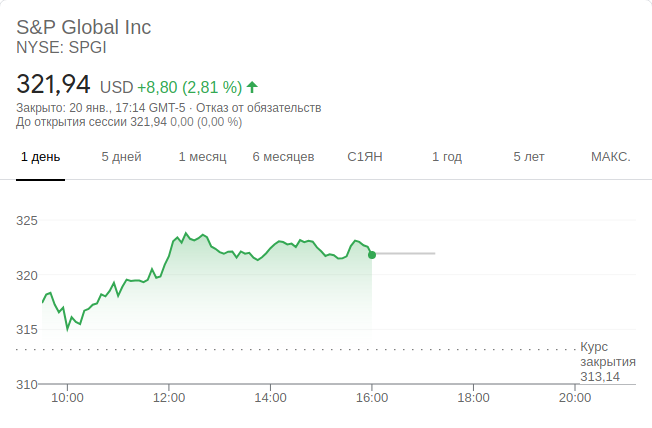 S&P Global Inc
NYSE: SPGI
321,94 USD +8,80 (2,81 %)
Закрыто: 20 янв., 17:14 GMT-5 · Отказ от обязательств
До открытия сессии 321,94 0,00 (0,00 %)
1 день 5 дней 1 месяц 6 месяцев С1ЯН 1 год 5 лет МАКС.
325
320
315
Курс
закрытия
313,14
310
10:00 12:00 14:00 16:00 18:00 20:00